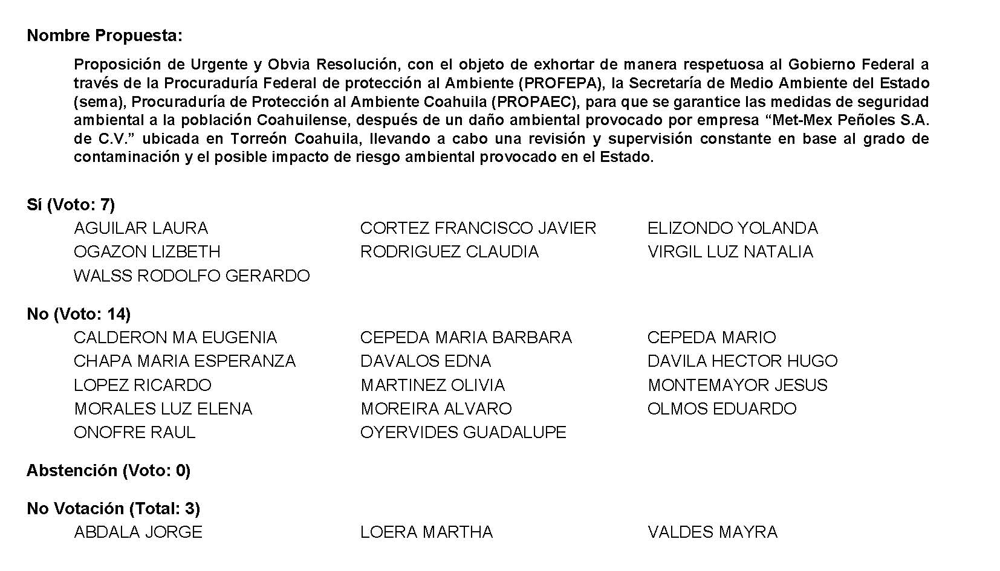 Nombre Propuesta:
Proposición de Urgente y Obvia Resolución, con el objeto de exhortar de manera respetuosa al Gobierno Federal a
través de la Procuraduría Federal de protección al Ambiente (PROFEPA), la Secretaría de Medio Ambiente del Estado
(sema), Procuraduría de Protección al Ambiente Coahuila (PROPAEC), para que se garantice las medidas de seguridad
ambiental a la población Coahuilense, después de un daño ambiental provocado por empresa “Met-Mex Peñoles S.A.
de C.V.” ubicada en Torreón Coahuila, llevando a cabo una revisión y supervisión constante en base al grado de
contaminación y el posible impacto de riesgo ambiental provocado en el Estado.
Sí (Voto: 7)
AGUILAR LAURA CORTEZ FRANCISCO JAVIER ELIZONDO YOLANDA
OGAZON LIZBETH RODRIGUEZ CLAUDIA VIRGIL LUZ NATALIA
WALSS RODOLFO GERARDO
No (Voto: 14)
CALDERON MA EUGENIA CEPEDA MARIA BARBARA CEPEDA MARIO
CHAPA MARIA ESPERANZA DAVALOS EDNA DAVILA HECTOR HUGO
LOPEZ RICARDO MARTINEZ OLIVIA MONTEMAYOR JESUS
MORALES LUZ ELENA MOREIRA ALVARO OLMOS EDUARDO
ONOFRE RAUL OYERVIDES GUADALUPE
Abstención (Voto: 0)
No Votación (Total: 3)
ABDALA JORGE LOERA MARTHA VALDES MAYRA